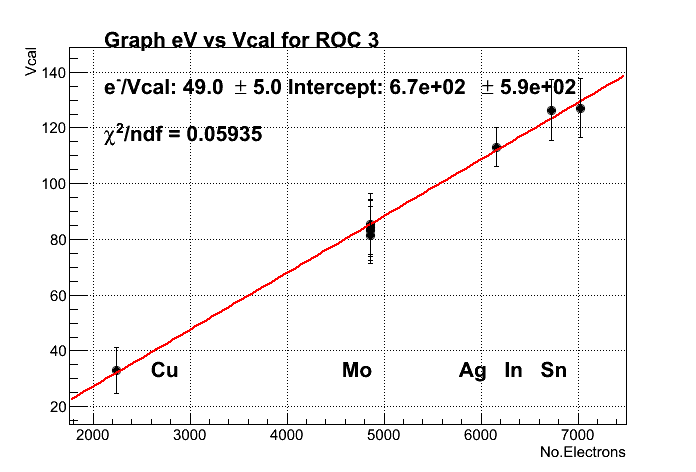 Graph eV vs Vcal for ROC 3
Vcal
e-/Vcal: 49.0 ± 5.0 Intercept: 6.7e+02 ± 5.9e+02
χ2/ndf = 0.05935
140
120
100
80
60
40
20
Cu Mo Ag In Sn
2000 3000 4000 5000 6000 7000
No.Electrons